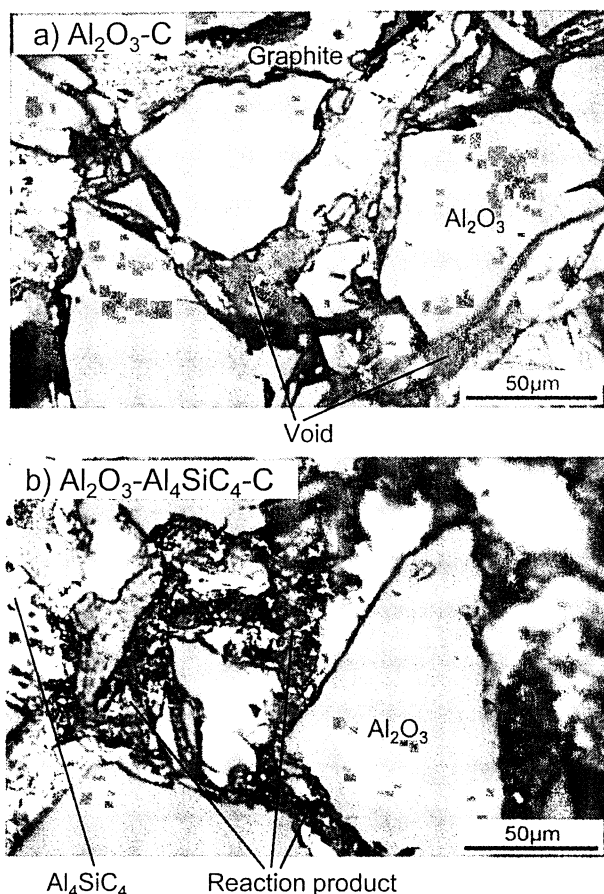 a) Al₂O₃-C
Graphite
Al₂O₃
50μm
Void
b) Al₂O₃-Al₄SiC₄-C
Al₂O₃
50μm
Al₄SiC₄
Reaction product